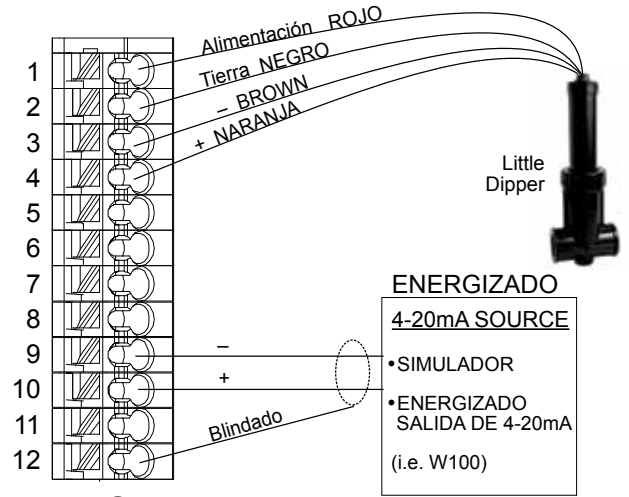 Alimentación ROJO
Tierra NEGRO
– BROWN
+ NARANJA
1
2
3
4
5
6
7
8
9
10
11
12
Little
Dipper
ENERGIZADO
4-20mA SOURCE
•SIMULADOR
•ENERGIZADO
SALIDA DE 4-20mA
(i.e. W100)
–
+
Blindado